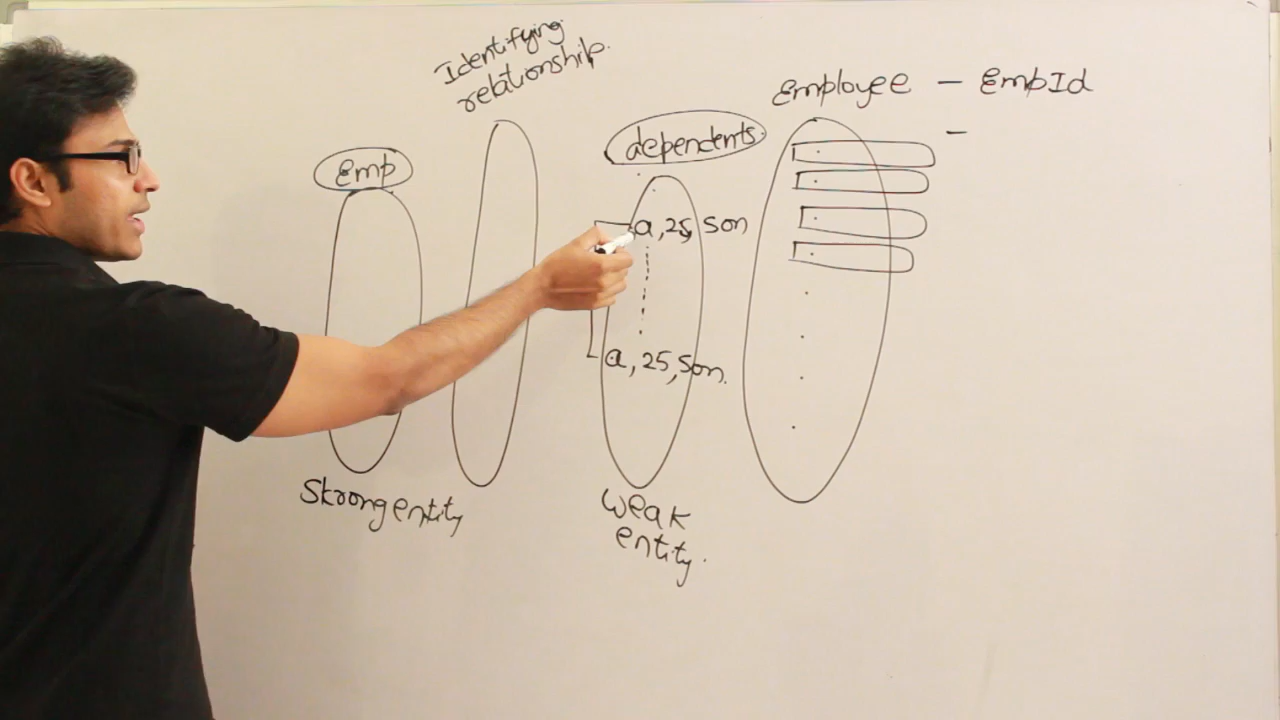 Identifying
relationship.
Employee – EmpId
–
Emp
dependents.
a, 25, Son
a, 25, Son.
Strong entity
Weak
entity.